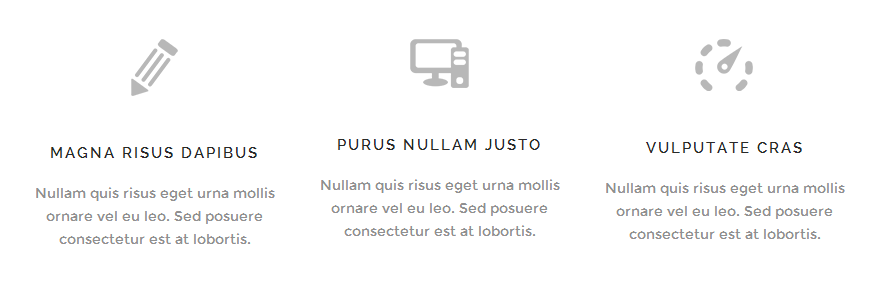 MAGNA RISUS DAPIBUS
Nullam quis risus eget urna mollis
ornare vel eu leo. Sed posuere
consectetur est at lobortis.
PURUS NULLAM JUSTO
Nullam quis risus eget urna mollis
ornare vel eu leo. Sed posuere
consectetur est at lobortis.
VULPUTATE CRAS
Nullam quis risus eget urna mollis
ornare vel eu leo. Sed posuere
consectetur est at lobortis.